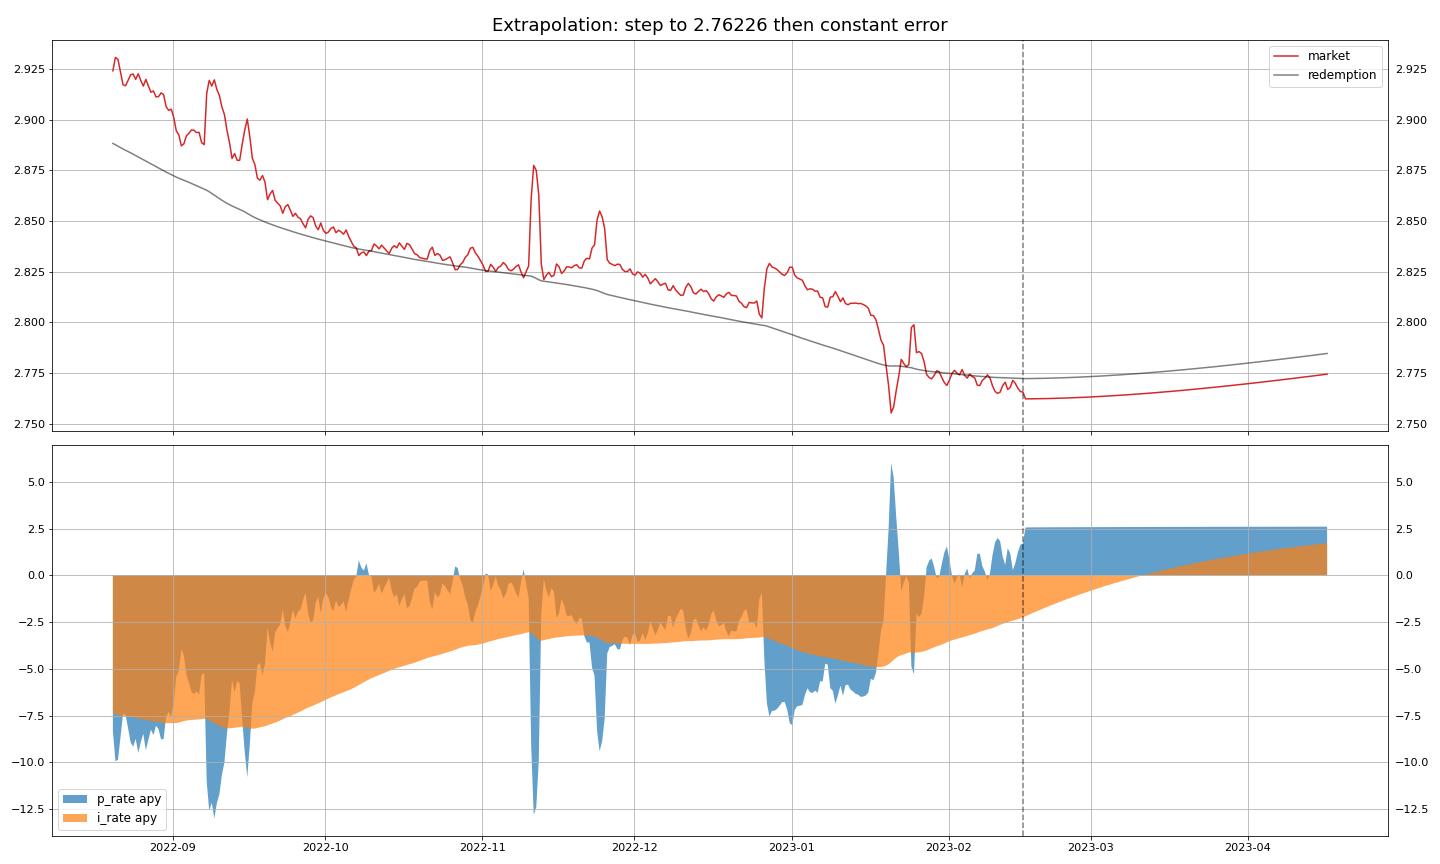 Extrapolation: step to 2.76226 then constant error
market
redemption
2.925 2.925
2.900 2.900
2.875 2.875
2.850 2.850
2.825 2.825
2.800 2.800
2.775 2.775
2.750 2.750
5.0 5.0
2.5 2.5
0.0 0.0
−2.5 −2.5
−5.0 −5.0
−7.5 −7.5
−10.0 −10.0
−12.5 −12.5
p_rate apy
i_rate apy
2022-09 2022-10 2022-11 2022-12 2023-01 2023-02 2023-03 2023-04